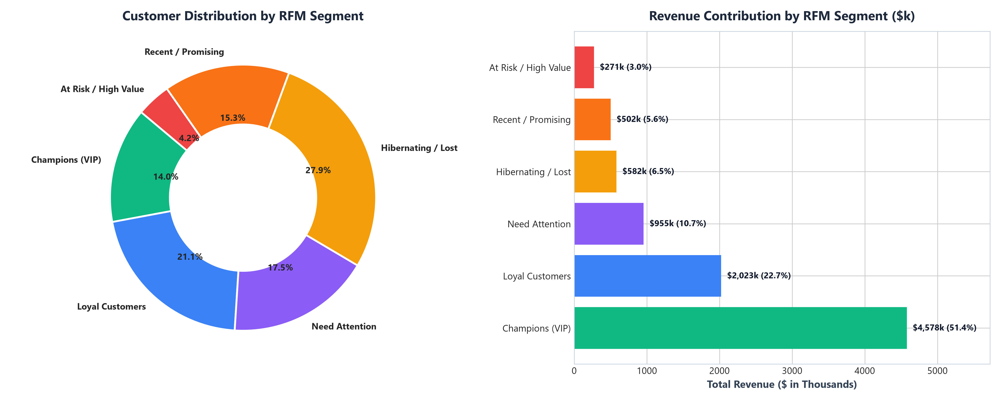 Customer Distribution by RFM Segment
Recent / Promising
At Risk / High Value
15.3%
4.2%
Hibernating / Lost
Champions (VIP)
27.9%
14.0%
21.1%
17.5%
Loyal Customers
Need Attention
Revenue Contribution by RFM Segment ($k)
At Risk / High Value
$271k (3.0%)
Recent / Promising
$502k (5.6%)
Hibernating / Lost
$582k (6.5%)
Need Attention
$955k (10.7%)
Loyal Customers
$2,023k (22.7%)
Champions (VIP)
$4,578k (51.4%)
0 1000 2000 3000 4000 5000
Total Revenue ($ in Thousands)